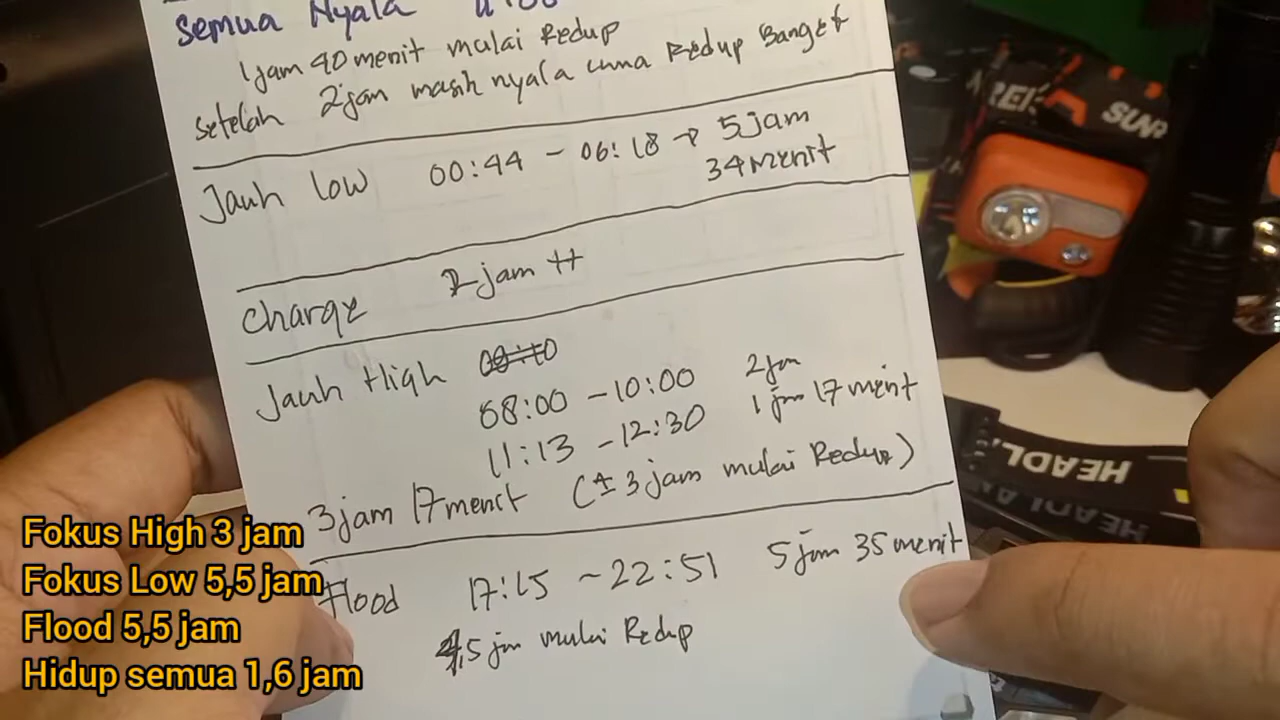 Semua Nyala
1 jam 40 menit mulai Redup
setelah 2 jam masih nyala cuma Redup Banget
Jauh low 00:44 - 06:18 → 5 jam
34 Menit
Charge 2 jam ++
Jauh High
08:00 - 10:00 2 jam
11:13 - 12:30 1 jam 17 menit
3 jam 17 menit (± 3 jam mulai Redup)
Flood 17:15 ~ 22:51 5 jam 35 menit
4,5 jm mulai Redup
Fokus High 3 jam
Fokus Low 5,5 jam
Flood 5,5 jam
Hidup semua 1,6 jam
SUNR
HEADL
HEADLAM